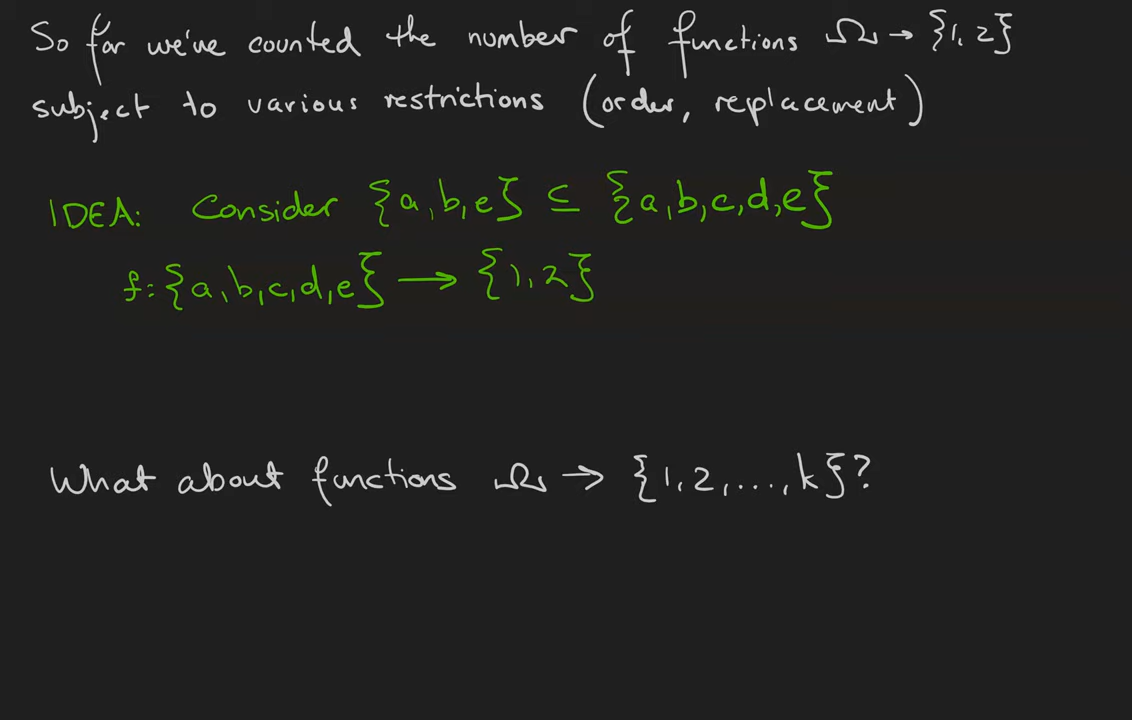 So far we've counted the number of functions Ω → {1, 2}
subject to various restrictions (order, replacement)
IDEA: Consider {a, b, e} ⊆ {a, b, c, d, e}
f: {a, b, c, d, e} → {1, 2}
What about functions Ω → {1, 2, ..., k}?